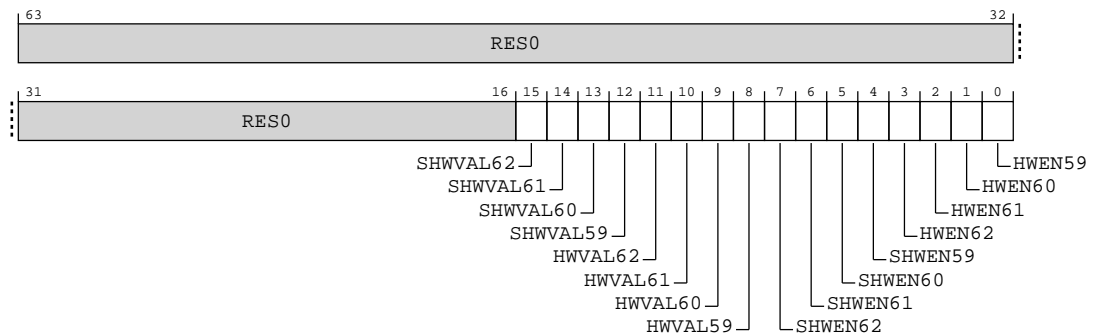 63 32
RES0
31 16 15 14 13 12 11 10 9 8 7 6 5 4 3 2 1 0
RES0
SHWVAL62 HWEN59
SHWVAL61 HWEN60
SHWVAL60 HWEN61
SHWVAL59 HWEN62
HWVAL62 SHWEN59
HWVAL61 SHWEN60
HWVAL60 SHWEN61
HWVAL59 SHWEN62